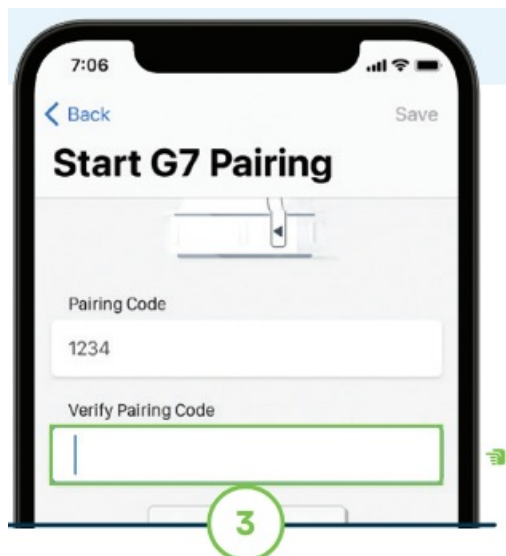 7:06
Back
Save
Start G7 Pairing
Pairing Code
1234
Verify Pairing Code
3